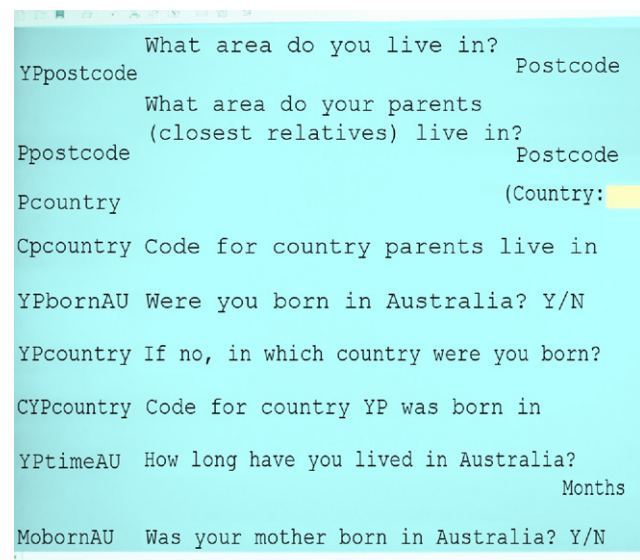 What area do you live in?
YPpostcode Postcode
What area do your parents
(closest relatives) live in?
Ppostcode Postcode
Pcountry (Country:
Cpcountry Code for country parents live in
YPbornAU Were you born in Australia? Y/N
YPcountry If no, in which country were you born?
CYPcountry Code for country YP was born in
YPtimeAU How long have you lived in Australia?
Months
MobornAU Was your mother born in Australia? Y/N